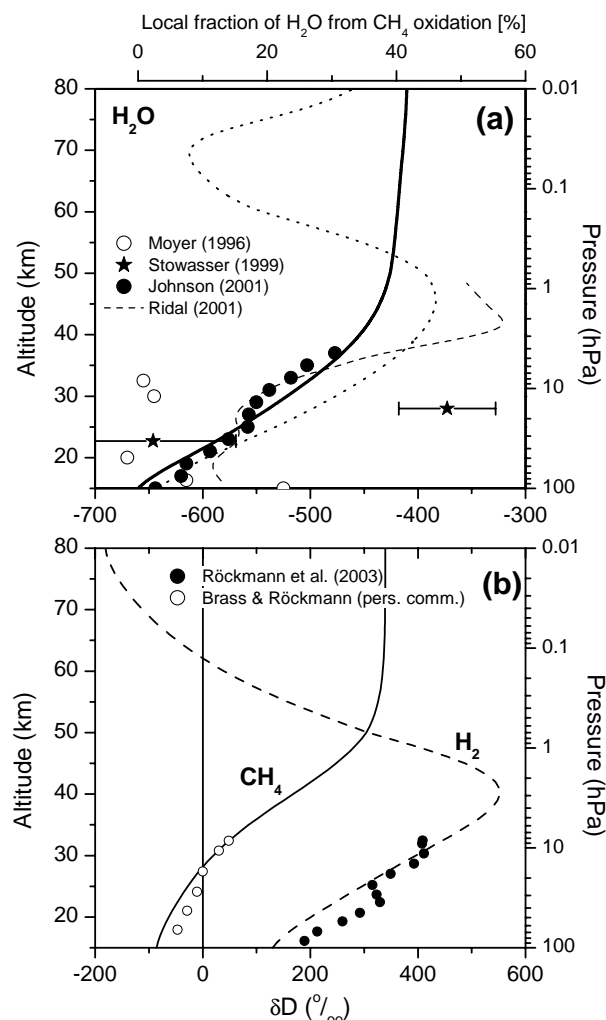 Local fraction of H₂O from CH₄ oxidation [%]
0 10 20 30 40 50 60
80 70 60 50 40 30 20
Altitude (km)
H₂O
(a)
Moyer (1996)
Stowasser (1999)
Johnson (2001)
Ridal (2001)
0.01 0.1 1 10 100
Pressure (hPa)
-700 -600 -500 -400 -300
80 70 60 50 40 30 20
Altitude (km)
Röckmann et al. (2003)
(b)
Brass & Röckmann (pers. comm.)
H₂
CH₄
0.01 0.1 1 10 100
Pressure (hPa)
0 200 400 600
δD (°/oo)